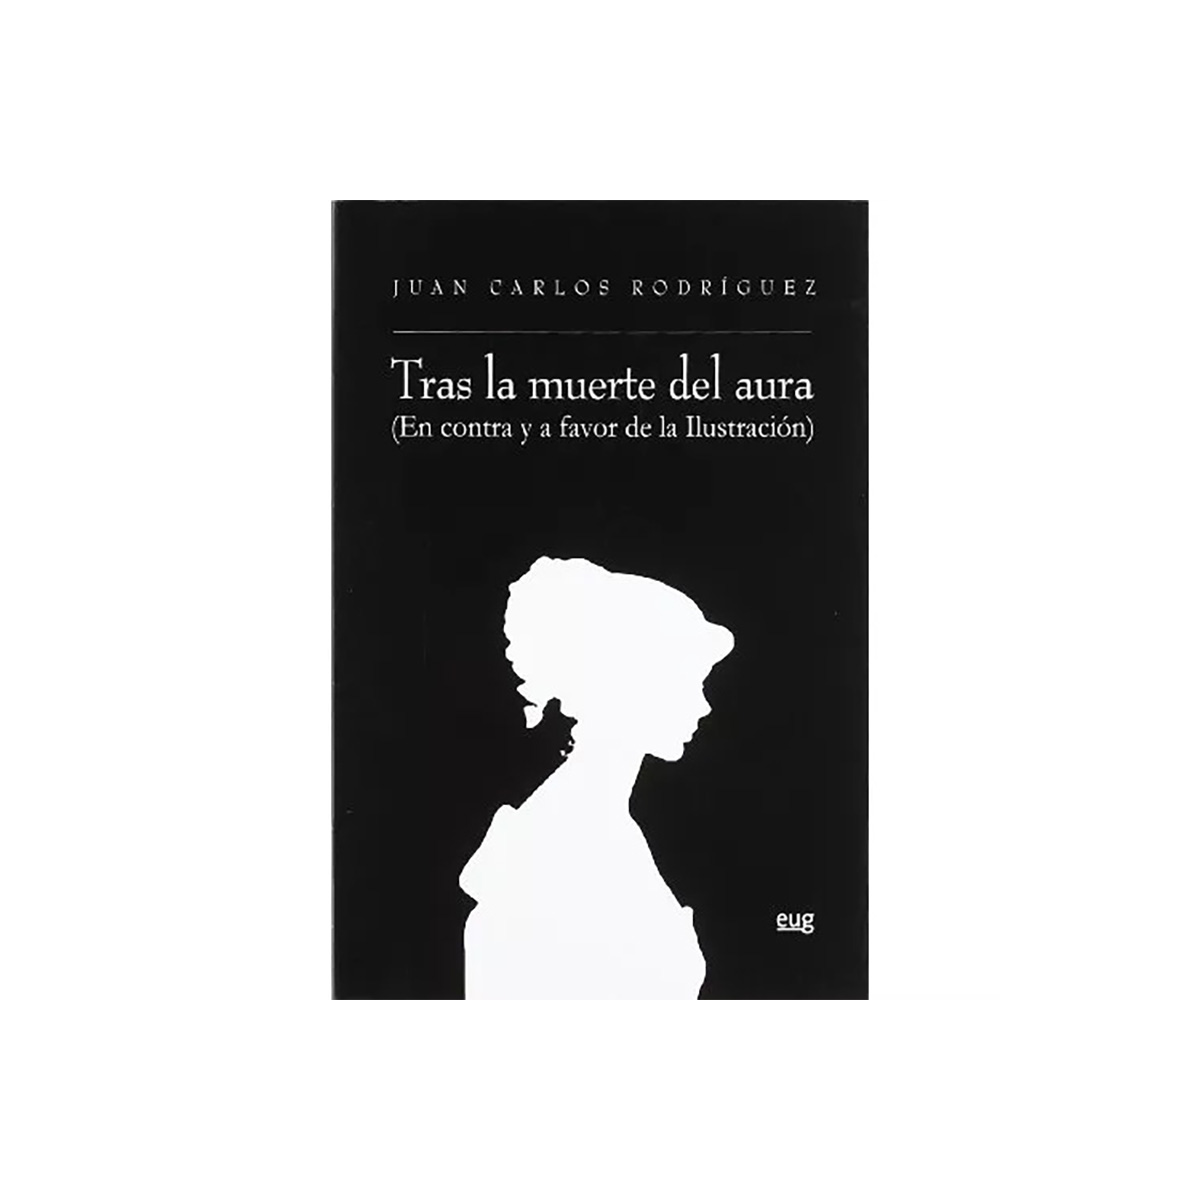 JUAN CARLOS RODRÍGUEZ
Tras la muerte del aura
(En contra y a favor de la Ilustración)
eug